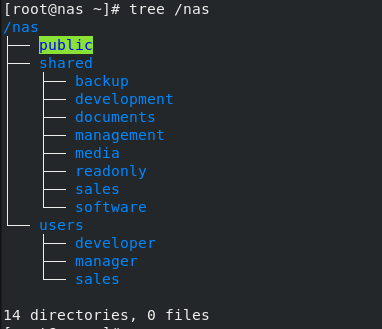 [root@nas ~]# tree /nas
/nas
├── public
├── shared
│   ├── backup
│   ├── development
│   ├── documents
│   ├── management
│   ├── media
│   ├── readonly
│   ├── sales
│   └── software
└── users
    ├── developer
    ├── manager
    └── sales

14 directories, 0 files